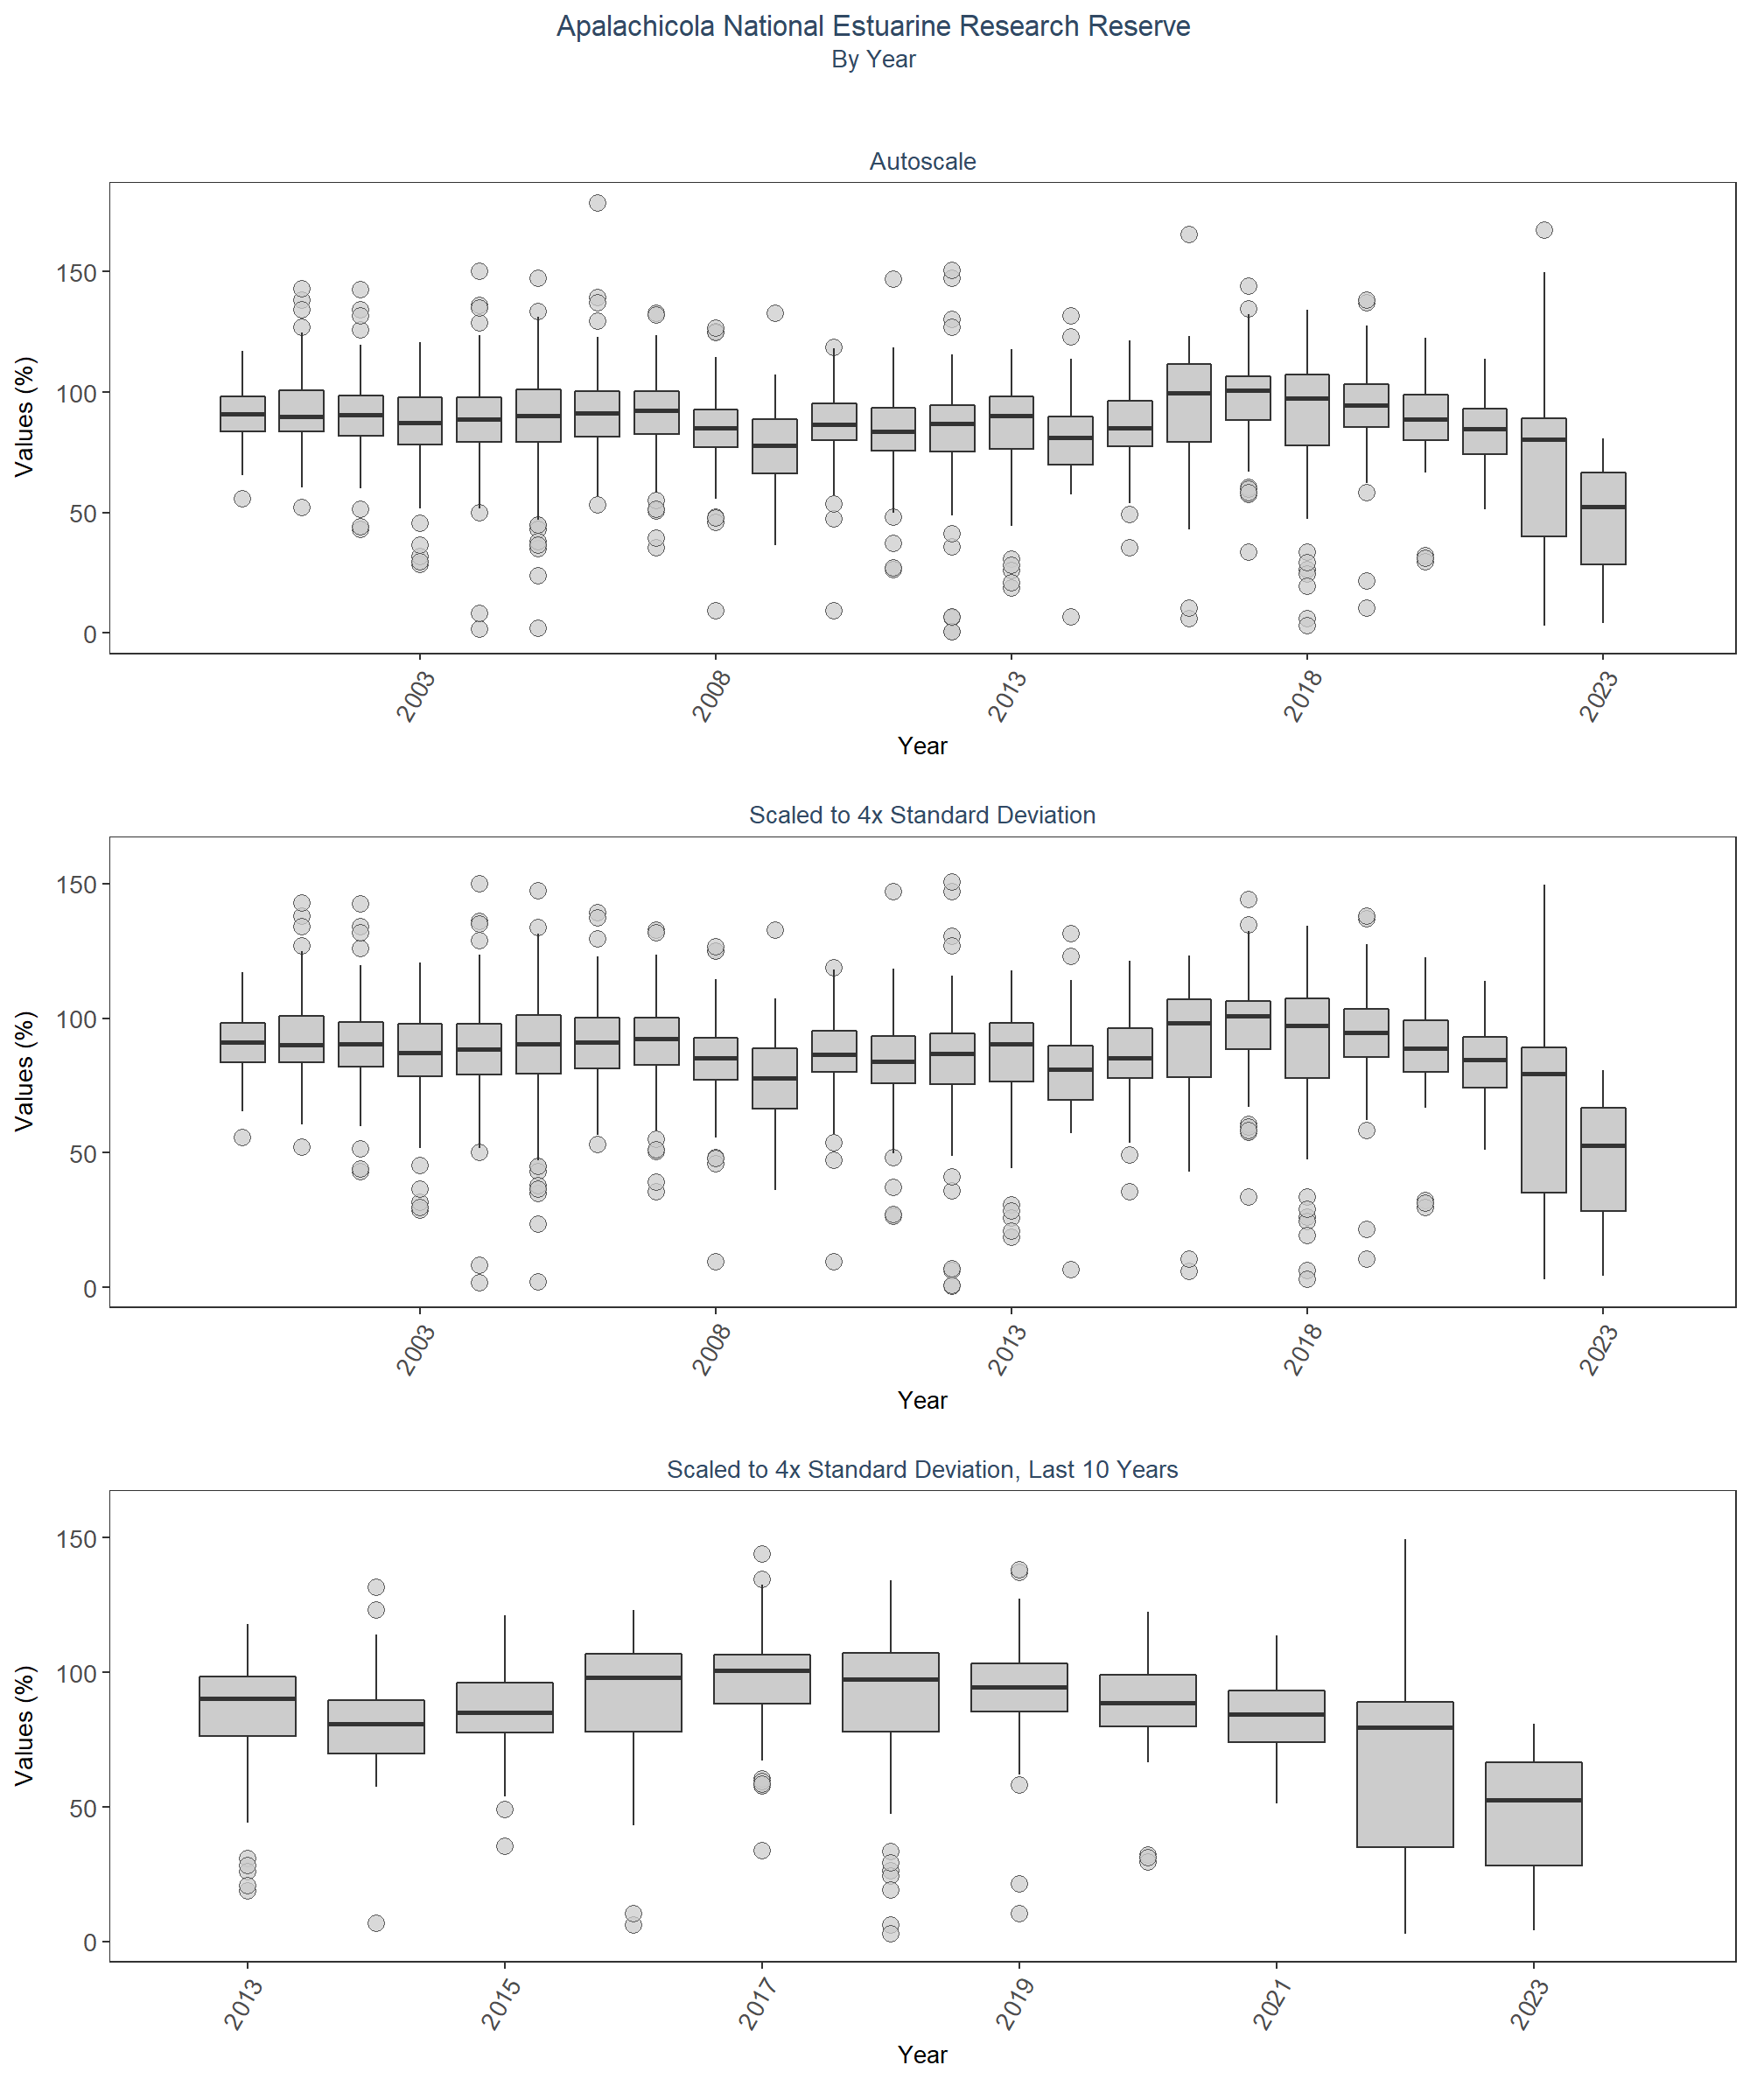 Apalachicola National Estuarine Research Reserve
By Year
Autoscale
Values (%)
150
100
50
0
2003 2008 2013 2018 2023
Year
Scaled to 4x Standard Deviation
Values (%)
150
100
50
0
2003 2008 2013 2018 2023
Year
Scaled to 4x Standard Deviation, Last 10 Years
Values (%)
150
100
50
0
2013 2015 2017 2019 2021 2023
Year